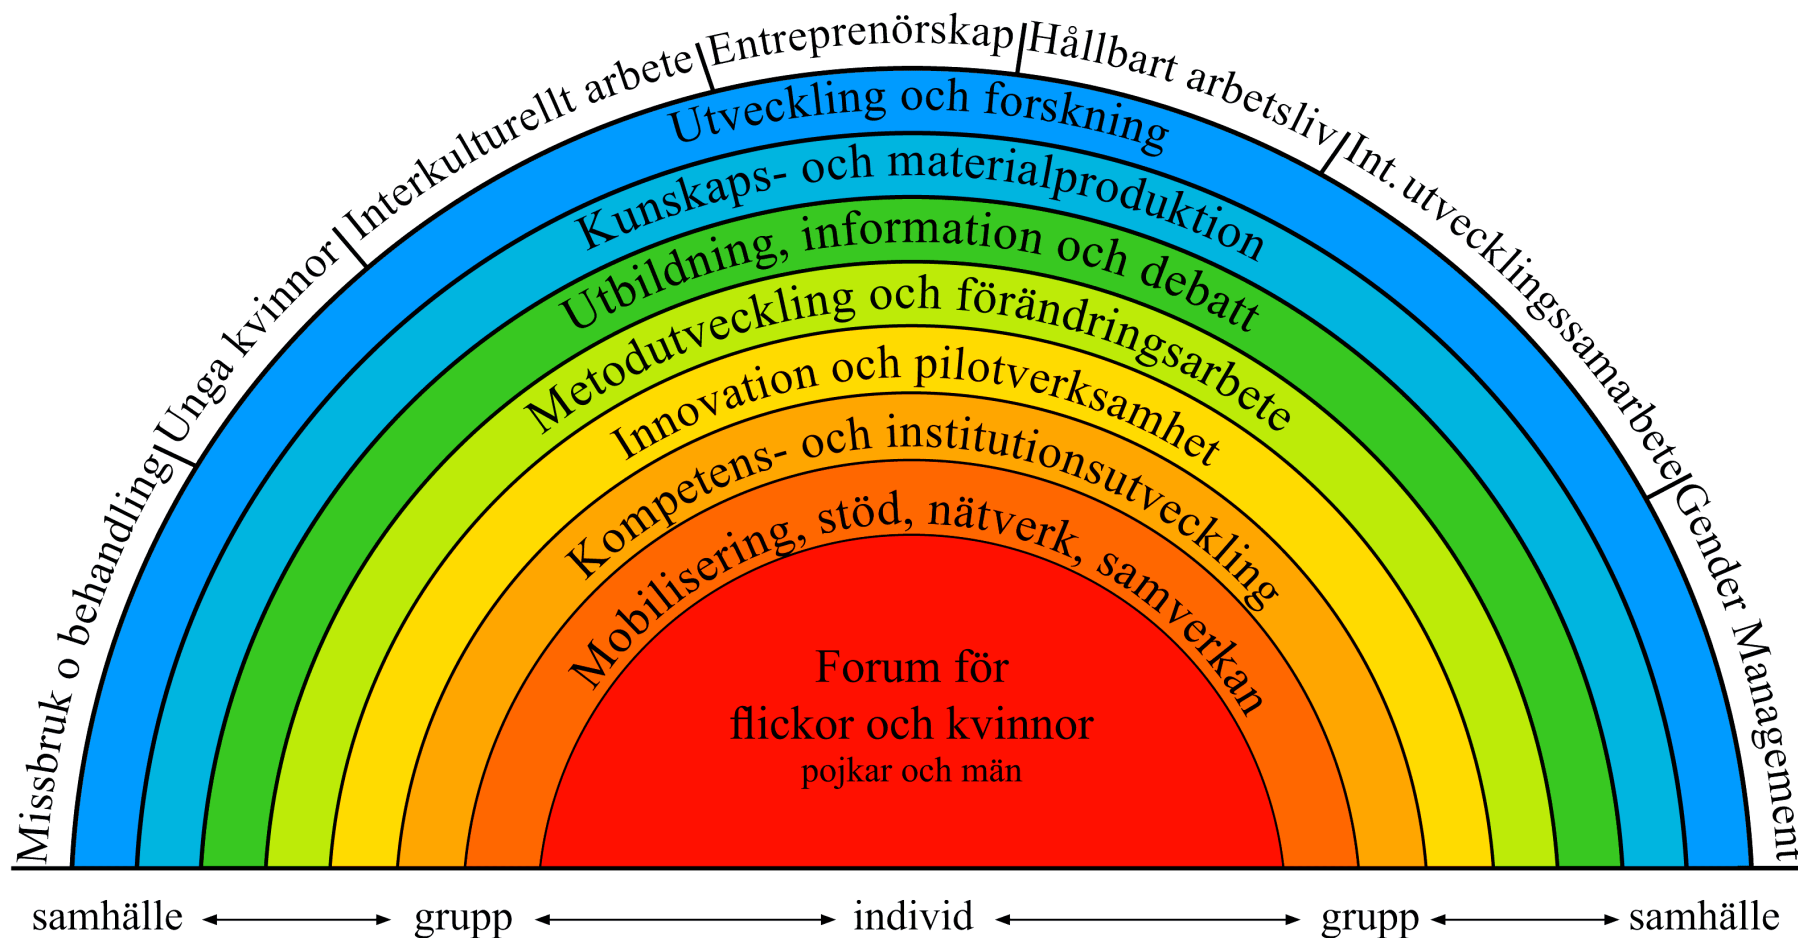 Missbruk o behandling
Unga kvinnor
Interkulturellt arbete
Entreprenörskap
Hållbart arbetsliv
Int. utvecklingssamarbete
Gender Management
Utveckling och forskning
Kunskaps- och materialproduktion
Utbildning, information och debatt
Metodutveckling och förändringsarbete
Innovation och pilotverksamhet
Kompetens- och institutionsutveckling
Mobilisering, stöd, nätverk, samverkan
Forum för
flickor och kvinnor
pojkar och män
samhälle grupp individ grupp samhälle